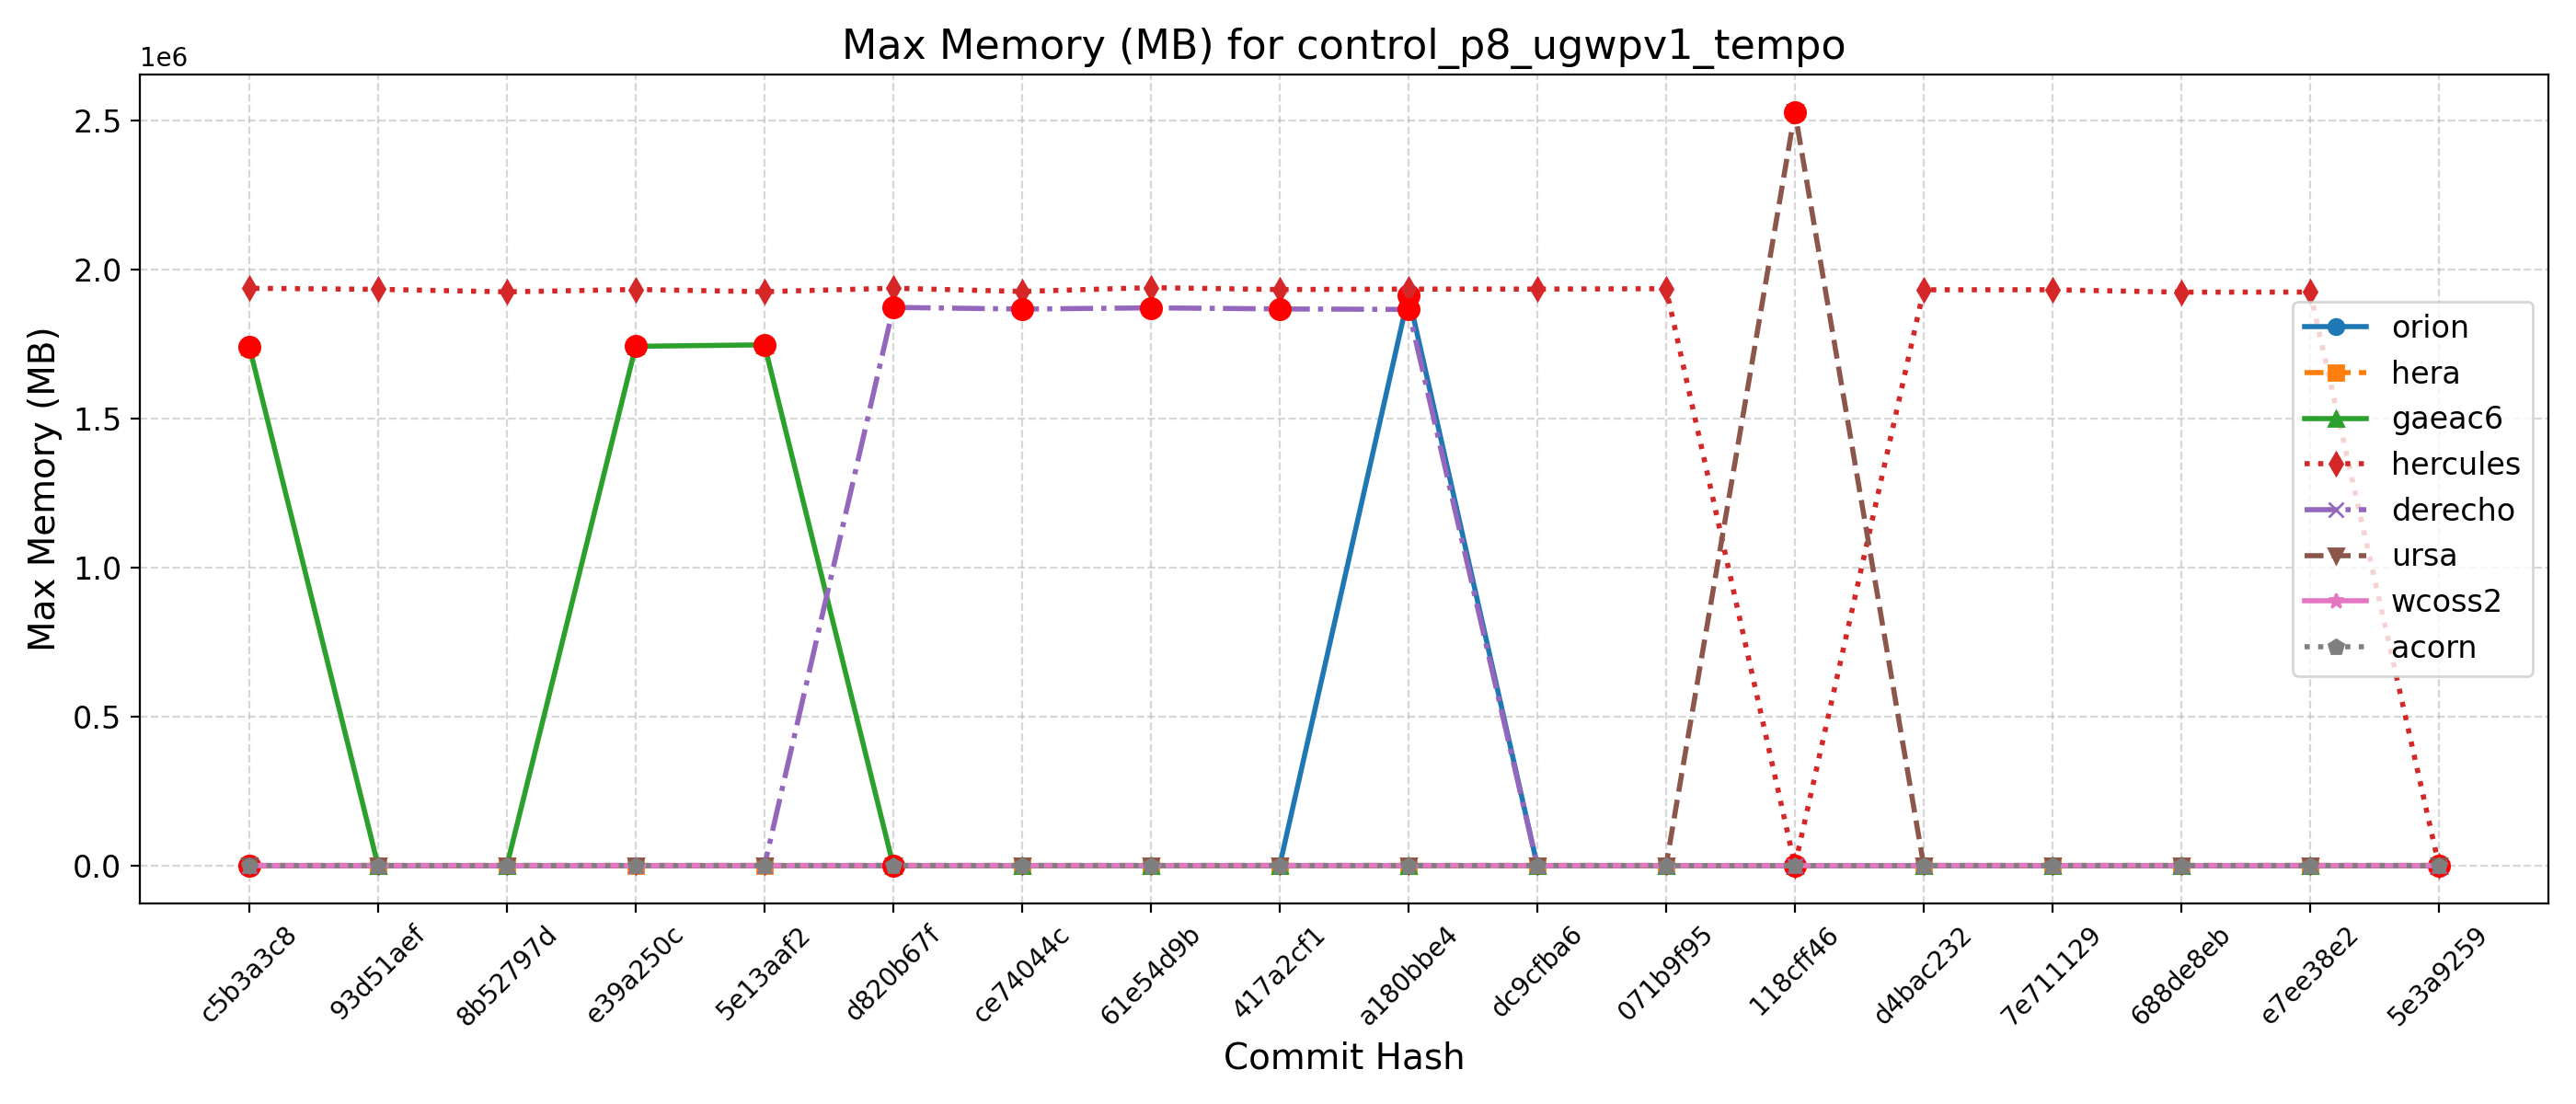 Max Memory (MB) for control_p8_ugwpv1_tempo
1e6
2.5
2.0
1.5
1.0
0.5
0.0
Max Memory (MB)
orion
hera
gaeac6
hercules
derecho
ursa
wcoss2
acorn
c5b3a3c8
93d51aef
8b52797d
e39a250c
5e13aaf2
d820b67f
ce74044c
61e54d9b
417a2cf1
a180bbe4
dc9cfba6
071b9f95
118cff46
d4bac232
7e711129
688de8eb
e7ee38e2
5e3a9259
Commit Hash